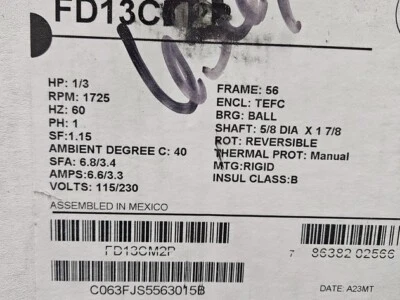 FD13CM2P
HP: 1/3
RPM: 1725
HZ: 60
PH: 1
SF:1.15
AMBIENT DEGREE C: 40
SFA: 6.8/3.4
AMPS:6.6/3.3
VOLTS: 115/230
FRAME: 56
ENCL: TEFC
BRG: BALL
SHAFT: 5/8 DIA X 1 7/8
ROT: REVERSIBLE
THERMAL PROT: Manual
MTG:RIGID
INSUL CLASS:B
ASSEMBLED IN MEXICO
FD13CM2P
7 86382 02566
C063FJS5563015B
DATE: A23MT